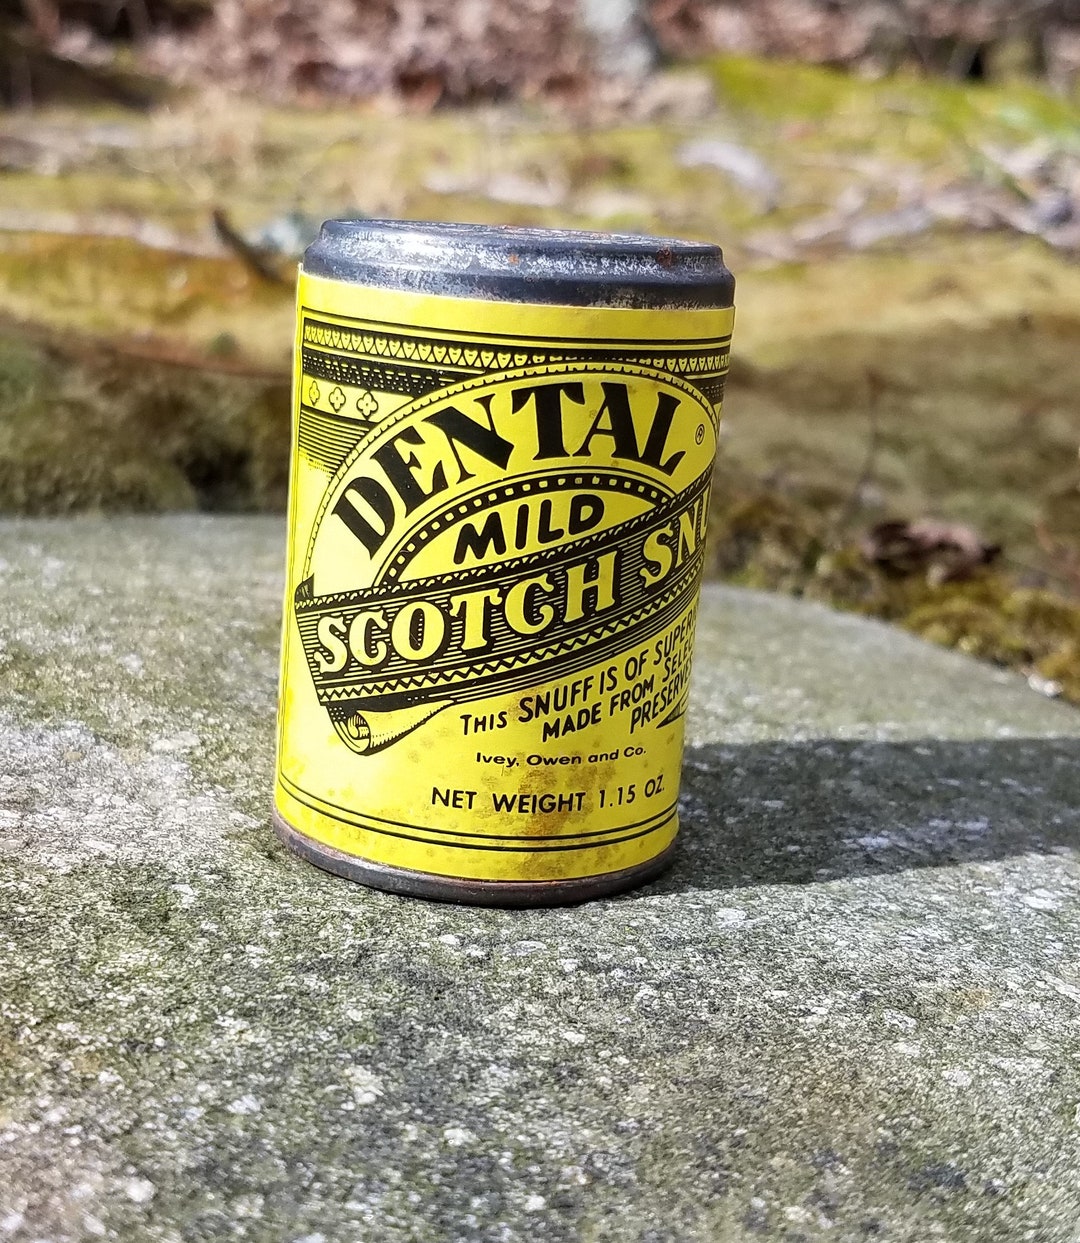 DENTAL ®
MILD
SCOTCH
THIS SNUFF IS OF
MADE FROM
Ivey, Owen and Co.
NET WEIGHT 1.15 OZ.